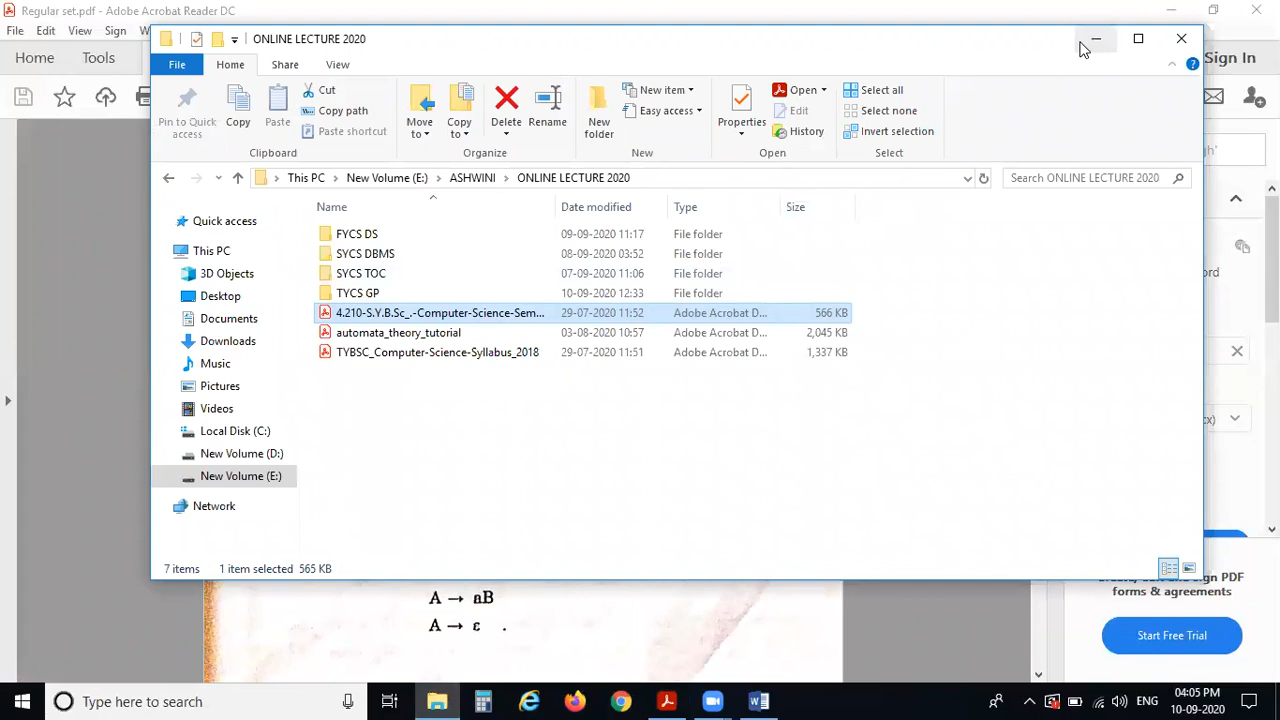 Regular set.pdf - Adobe Acrobat Reader DC
File Edit View Sign W
Home Tools
Sign In
ONLINE LECTURE 2020
File Home Share View
Pin to Quick access
Copy
Paste
Cut
Copy path
Paste shortcut
Clipboard
Move to
Copy to
Delete
Rename
Organize
New folder
New item
Easy access
New
Properties
Open
Edit
History
Open
Select all
Select none
Invert selection
Select
This PC > New Volume (E:) > ASHWINI > ONLINE LECTURE 2020
Search ONLINE LECTURE 2020
Name Date modified Type Size
Quick access
This PC
3D Objects
Desktop
Documents
Downloads
Music
Pictures
Videos
Local Disk (C:)
New Volume (D:)
New Volume (E:)
Network
FYCS DS 09-09-2020 11:17 File folder
SYCS DBMS 08-09-2020 03:52 File folder
SYCS TOC 07-09-2020 11:06 File folder
TYCS GP 10-09-2020 12:33 File folder
4.210-S.Y.B.Sc_.-Computer-Science-Sem... 29-07-2020 11:52 Adobe Acrobat D... 566 KB
automata_theory_tutorial 03-08-2020 10:57 Adobe Acrobat D... 2,045 KB
TYBSC_Computer-Science-Syllabus_2018 29-07-2020 11:51 Adobe Acrobat D... 1,337 KB
7 items 1 item selected 565 KB
A → aB
A → ε .
forms & agreements
Start Free Trial
Type here to search
ENG
04:05 PM
10-09-2020